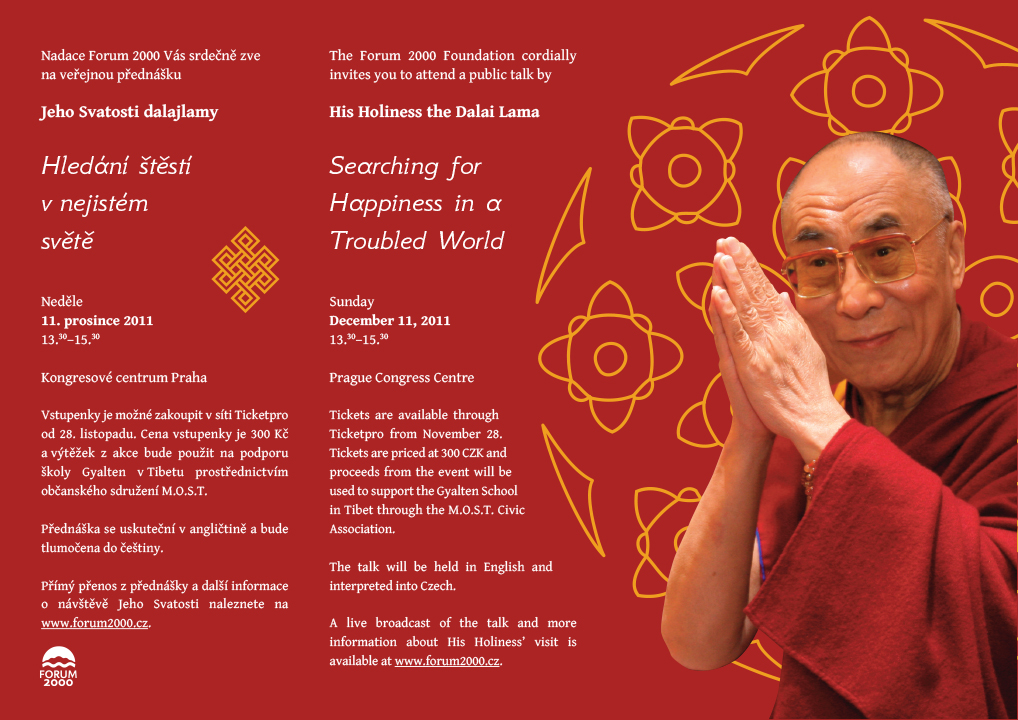 Nadace Forum 2000 Vás srdečně zve
na veřejnou přednášku
Jeho Svatosti dalajlamy
Hledání štěstí
v nejistém
světě
Neděle
11. prosince 2011
13.30–15.30
Kongresové centrum Praha
Vstupenky je možné zakoupit v síti Ticketpro
od 28. listopadu. Cena vstupenky je 300 Kč
a výtěžek z akce bude použit na podporu
školy Gyalten v Tibetu prostřednictvím
občanského sdružení M.O.S.T.
Přednáška se uskuteční v angličtině a bude
tlumočena do češtiny.
Přímý přenos z přednášky a další informace
o návštěvě Jeho Svatosti naleznete na
www.forum2000.cz.
FORUM
2000
The Forum 2000 Foundation cordially
invites you to attend a public talk by
His Holiness the Dalai Lama
Searching for
Happiness in a
Troubled World
Sunday
December 11, 2011
13.30–15.30
Prague Congress Centre
Tickets are available through
Ticketpro from November 28.
Tickets are priced at 300 CZK and
proceeds from the event will be
used to support the Gyalten School
in Tibet through the M.O.S.T. Civic
Association.
The talk will be held in English and
interpreted into Czech.
A live broadcast of the talk and more
information about His Holiness’ visit is
available at www.forum2000.cz.